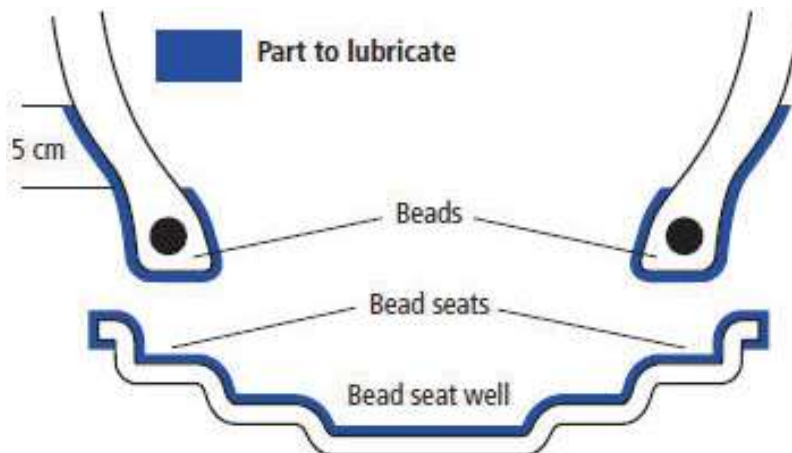 Part to lubricate
5 cm
Beads
Bead seats
Bead seat well